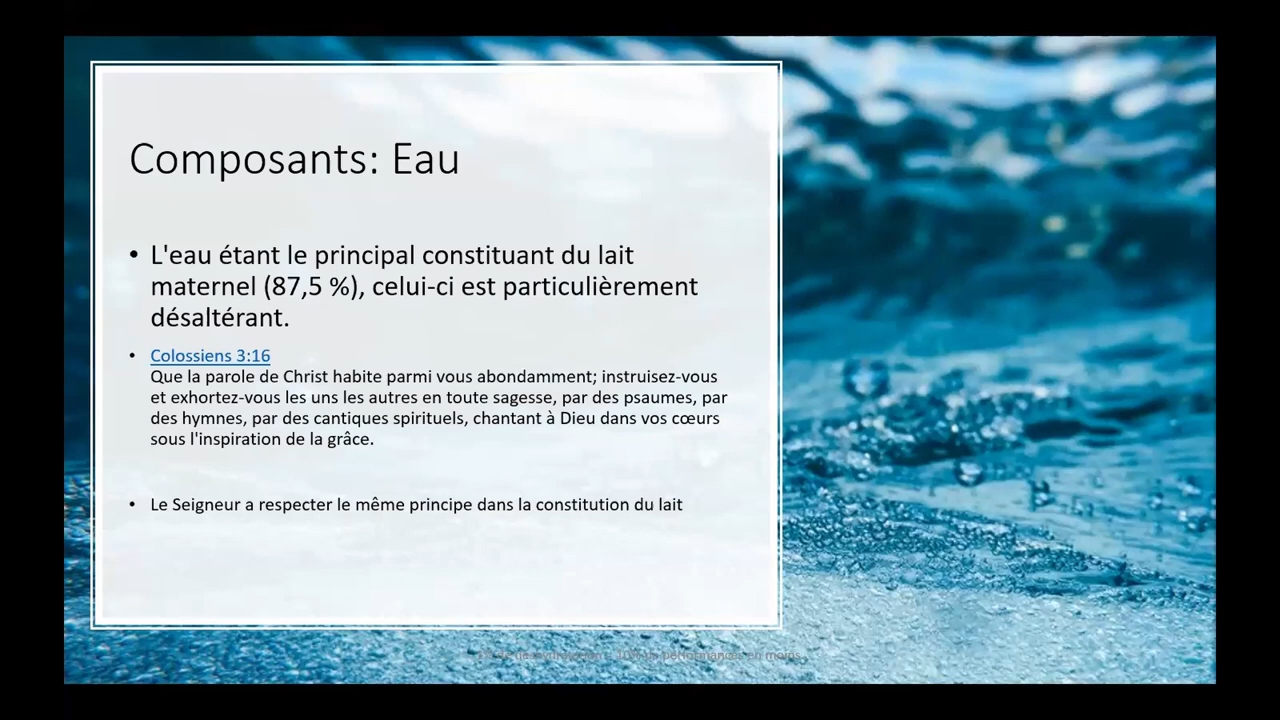 Composants: Eau
• L'eau étant le principal constituant du lait
maternel (87,5 %), celui-ci est particulièrement
désaltérant.
• Colossiens 3:16
Que la parole de Christ habite parmi vous abondamment; instruisez-vous
et exhortez-vous les uns les autres en toute sagesse, par des psaumes, par
des hymnes, par des cantiques spirituels, chantant à Dieu dans vos cœurs
sous l'inspiration de la grâce.
• Le Seigneur a respecter le même principe dans la constitution du lait
performances en moins